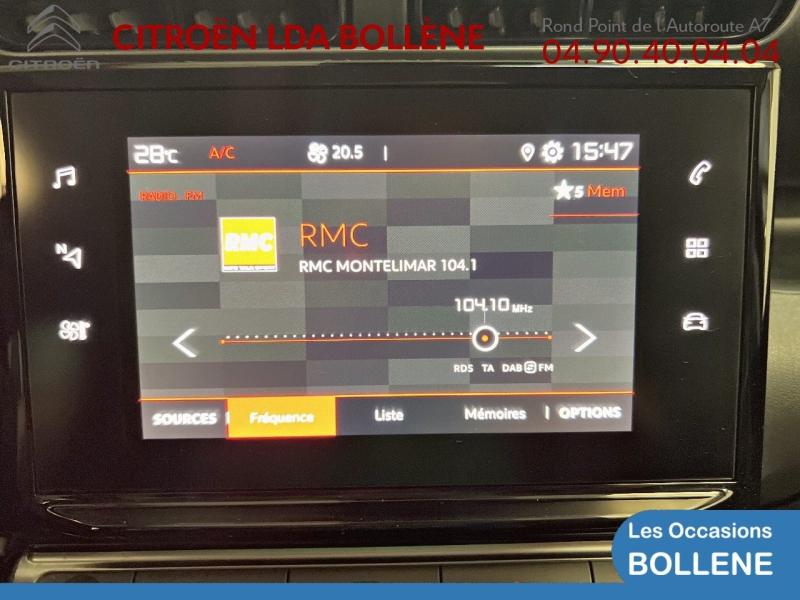 CITROËN
CITROËN LDA BOLLÈNE
Rond Point de L'Autoroute A7
04.90.40.04.04
28°C A/C 20.5 | 15:47
RADIO FM
5 Mem
RMC
RMC
RMC MONTELIMAR 104.1
104.10 MHz
RDS TA DAB FM
SOURCES Fréquence Liste Mémoires OPTIONS
N
Les Occasions
BOLLENE